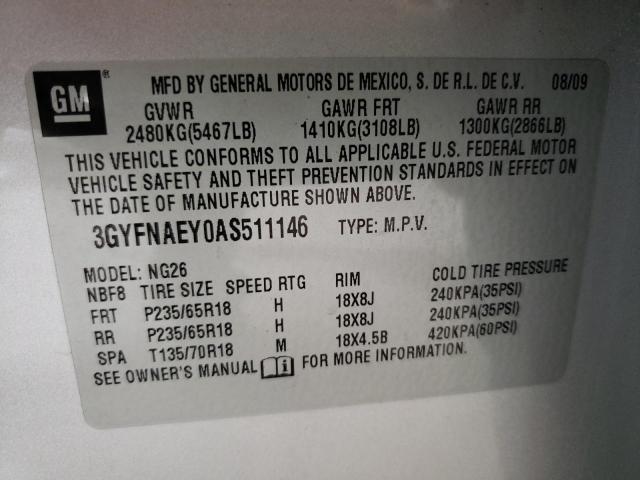 GM ®
MFD BY GENERAL MOTORS DE MEXICO, S. DE R.L. DE C.V. 08/09
GVWR GAWR FRT GAWR RR
2480KG(5467LB) 1410KG(3108LB) 1300KG(2866LB)
THIS VEHICLE CONFORMS TO ALL APPLICABLE U.S. FEDERAL MOTOR
VEHICLE SAFETY AND THEFT PREVENTION STANDARDS IN EFFECT ON
THE DATE OF MANUFACTURE SHOWN ABOVE.
3GYFNAEY0AS511146 TYPE: M.P.V.
MODEL: NG26
NBF8 TIRE SIZE SPEED RTG RIM COLD TIRE PRESSURE
FRT P235/65R18 H 18X8J 240KPA(35PSI)
RR P235/65R18 H 18X8J 240KPA(35PSI)
SPA T135/70R18 M 18X4.5B 420KPA(60PSI)
SEE OWNER'S MANUAL FOR MORE INFORMATION.